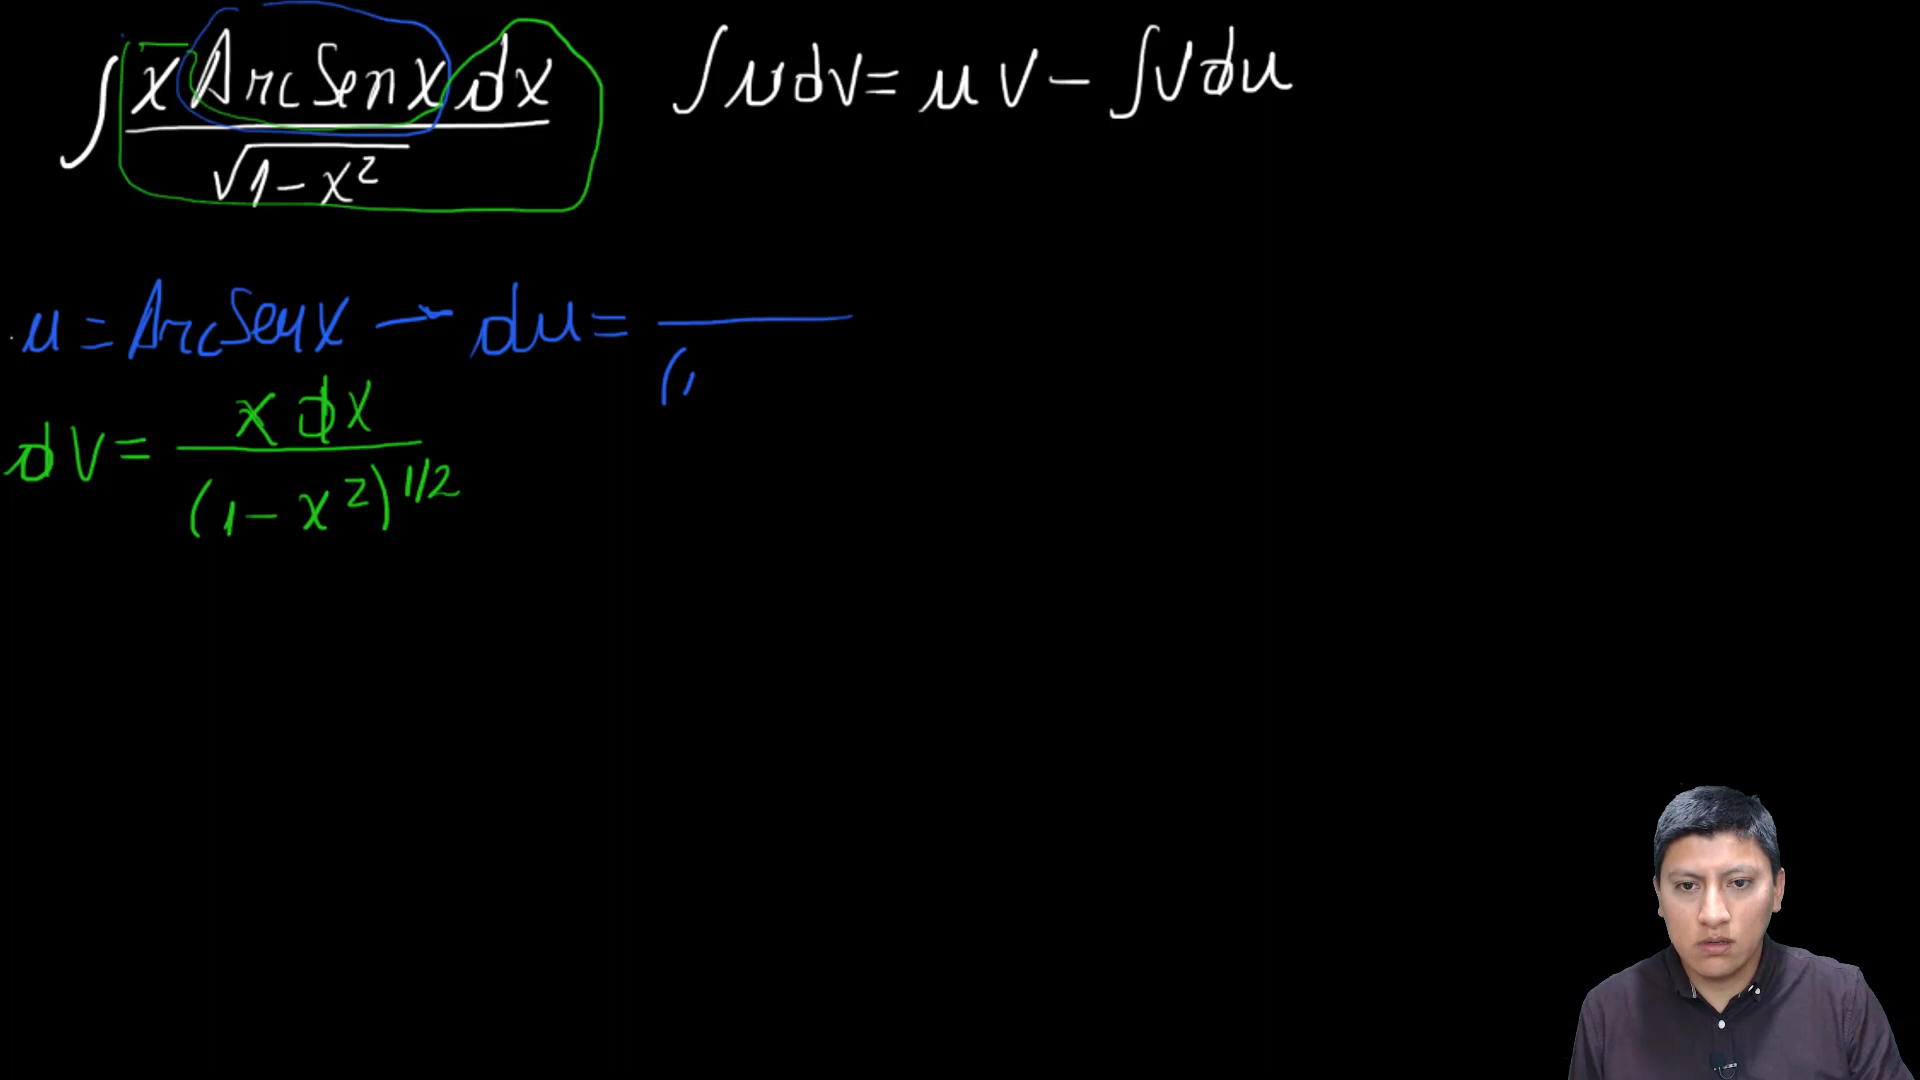 ∫ x ArcSen x dx / √1-x²
∫u dv = u v - ∫v du
u = ArcSen x → du = ——— / (1
dv = x dx / (1-x²)^1/2